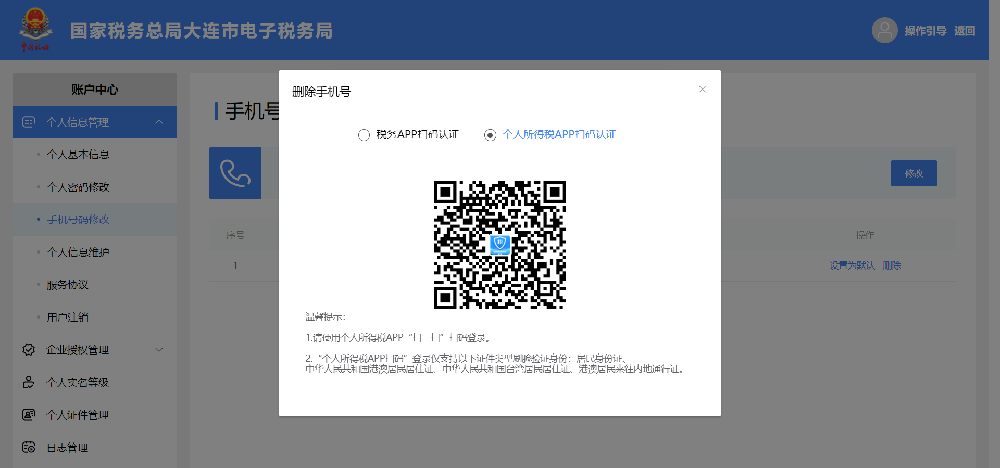 国家税务总局大连市电子税务局
操作引导 返回
账户中心
个人信息管理
个人基本信息
个人密码修改
手机号码修改
个人信息维护
服务协议
用户注销
企业授权管理
个人实名等级
个人证件管理
日志管理
手机号
修改
序号
操作
1
设置为默认 删除
删除手机号
税务APP扫码认证
个人所得税APP扫码认证
税
温馨提示：
1.请使用个人所得税APP“扫一扫”扫码登录。
2.“个人所得税APP扫码”登录仅支持以下证件类型刷脸验证身份：居民身份证、
中华人民共和国港澳居民居住证、中华人民共和国台湾居民居住证、港澳居民来往内地通行证。